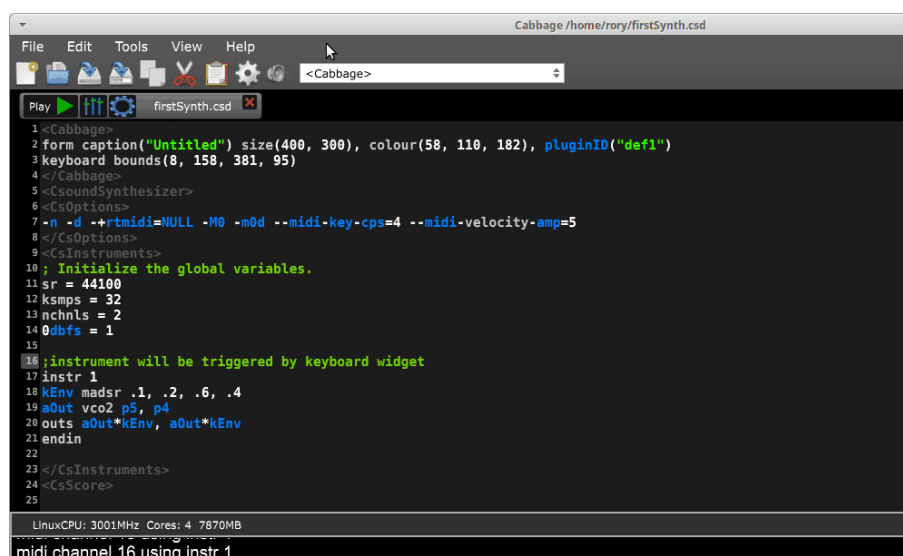 Cabbage /home/rory/firstSynth.csd
File Edit Tools View Help
<Cabbage>
Play firstSynth.csd
1 <Cabbage>
2 form caption("Untitled") size(400, 300), colour(58, 110, 182), pluginID("def1")
3 keyboard bounds(8, 158, 381, 95)
4 </Cabbage>
5 <CsoundSynthesizer>
6 <CsOptions>
7 -n -d -+rtmidi=NULL -M0 -m0d --midi-key-cps=4 --midi-velocity-amp=5
8 </CsOptions>
9 <CsInstruments>
10 ; Initialize the global variables.
11 sr = 44100
12 ksmps = 32
13 nchnls = 2
14 0dbfs = 1
15
16 ;instrument will be triggered by keyboard widget
17 instr 1
18 kEnv madsr .1, .2, .6, .4
19 aOut vco2 p5, p4
20 outs aOut*kEnv, aOut*kEnv
21 endin
22
23 </CsInstruments>
24 <CsScore>
25
LinuxCPU: 3001MHz Cores: 4 7870MB
midi channel 15 using instr 1
midi channel 16 using instr 1